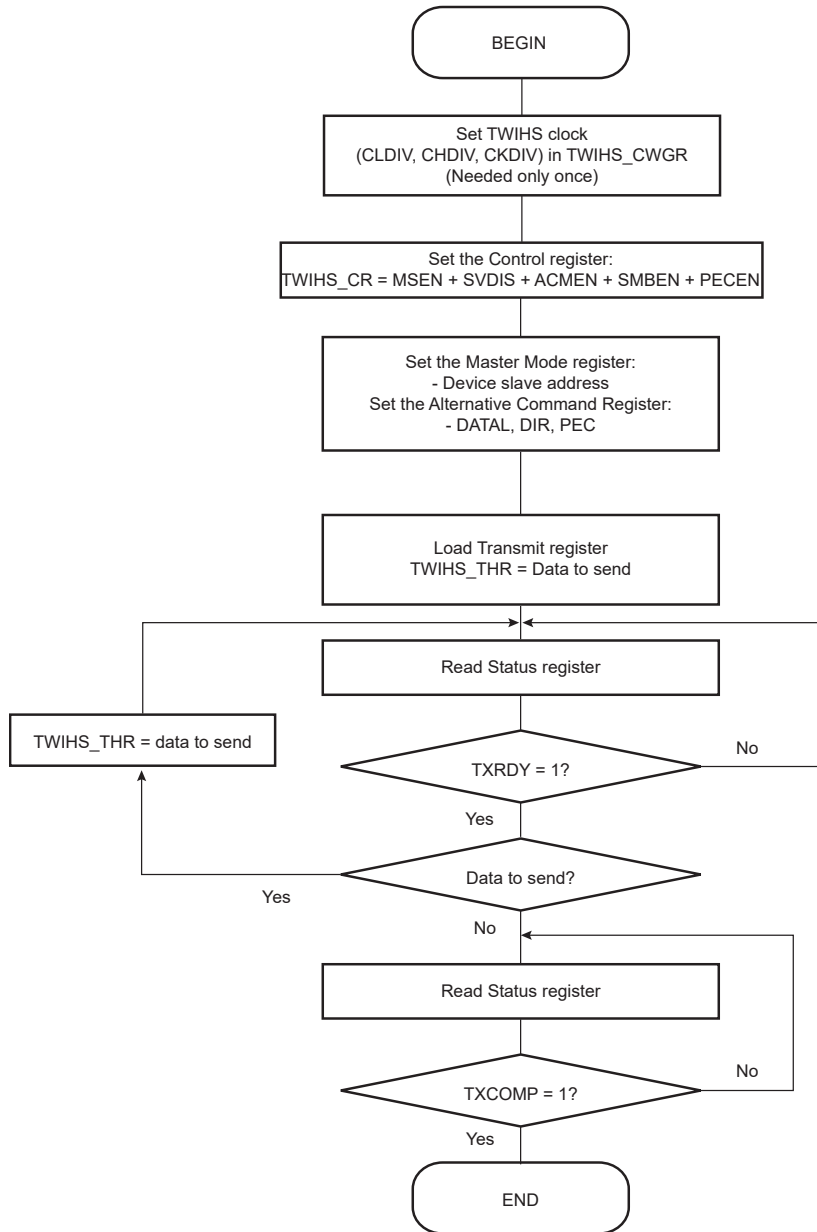 BEGIN
Set TWIHS clock
(CLDIV, CHDIV, CKDIV) in TWIHS_CWGR
(Needed only once)
Set the Control register:
TWIHS_CR = MSEN + SVDIS + ACMEN + SMBEN + PECEN
Set the Master Mode register:
- Device slave address
Set the Alternative Command Register:
- DATAL, DIR, PEC
Load Transmit register
TWIHS_THR = Data to send
Read Status register
TWIHS_THR = data to send
TXRDY = 1?
No
Yes
Data to send?
Yes
No
Read Status register
TXCOMP = 1?
No
Yes
END